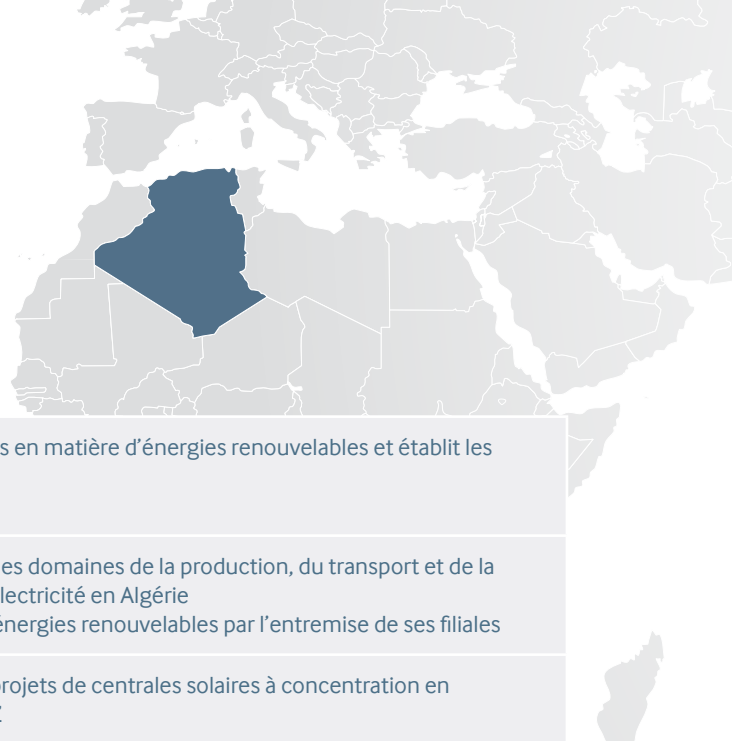 s en matière d’énergies renouvelables et établit les
es domaines de la production, du transport et de la
lectricité en Algérie
énergies renouvelables par l’entremise de ses filiales
rojets de centrales solaires à concentration en